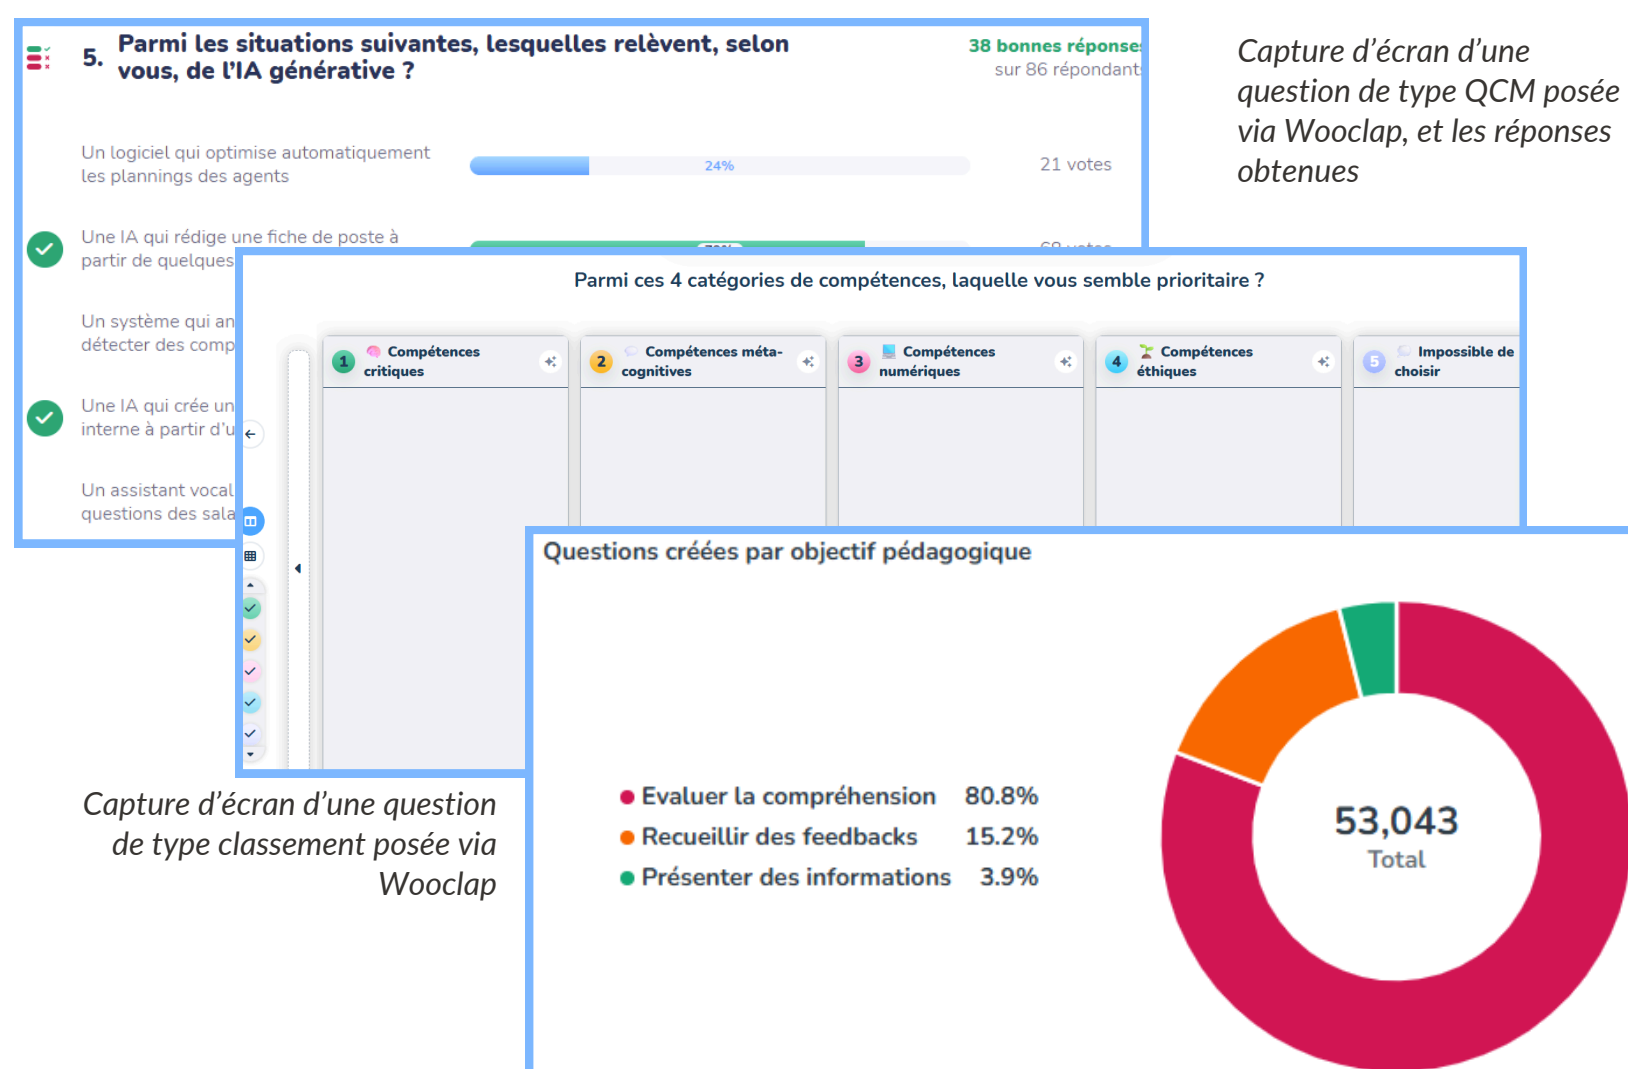 5. Parmi les situations suivantes, lesquelles relèvent, selon
vous, de l’IA générative ?
38 bonnes réponses
sur 86 répondants
Un logiciel qui optimise automatiquement
les plannings des agents
24%
21 votes
Une IA qui rédige une fiche de poste à
partir de quelques
Un système qui an
détecter des comp
Une IA qui crée un
interne à partir d’u
Un assistant vocal
questions des sala
Capture d’écran d’une
question de type QCM posée
via Wooclap, et les réponses
obtenues
Parmi ces 4 catégories de compétences, laquelle vous semble prioritaire ?
1 Compétences
critiques
2 Compétences méta-
cognitives
3 Compétences
numériques
4 Compétences
éthiques
5 Impossible de
choisir
Capture d’écran d’une question
de type classement posée via
Wooclap
Questions créées par objectif pédagogique
Evaluer la compréhension 80.8%
Recueillir des feedbacks 15.2%
Présenter des informations 3.9%
53,043
Total